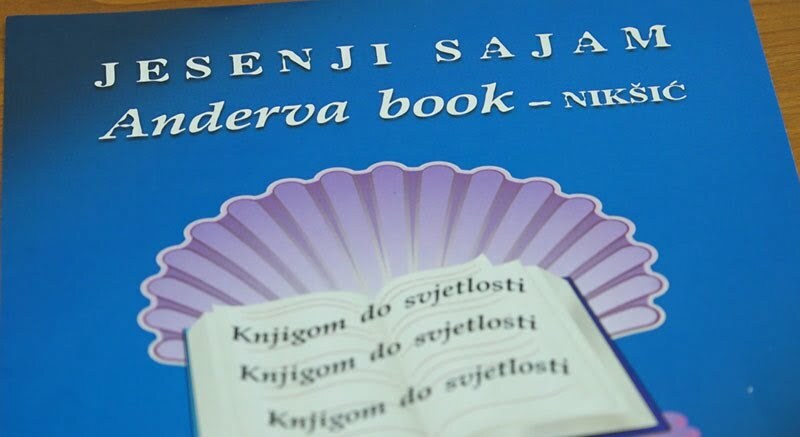 JESENJI SAJAM
Anderva book – NIKŠIĆ
Knjigom do svjetlosti
Knjigom do svjetlosti
Knjigom do svjetlosti